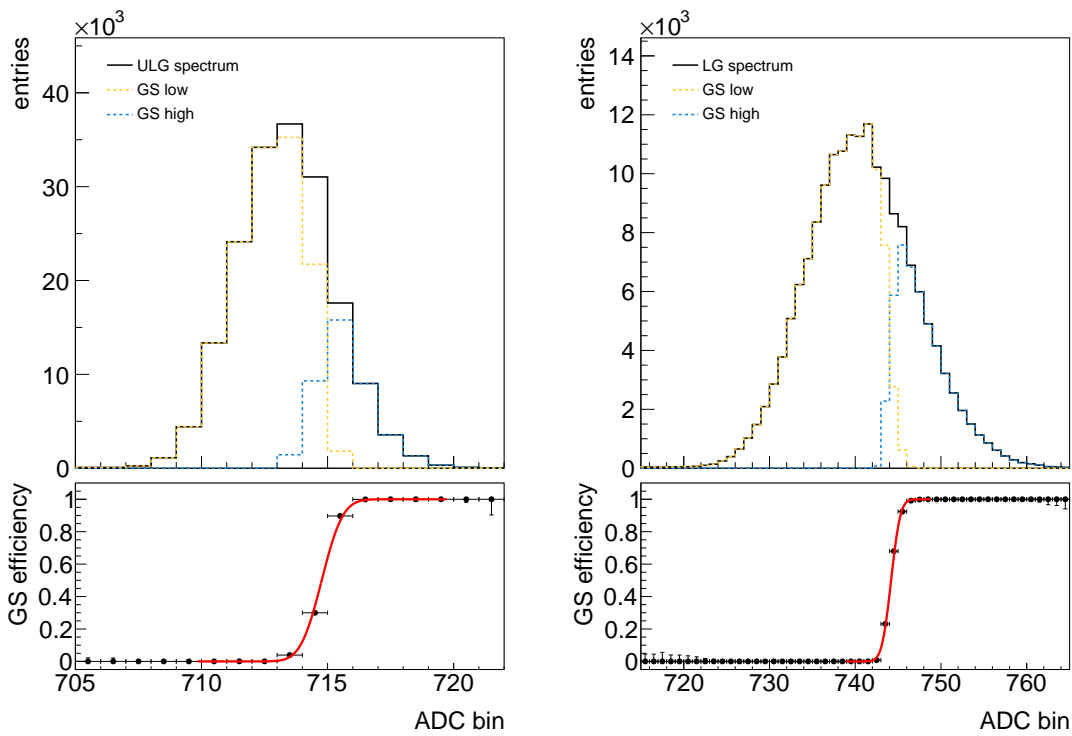 ×10³
entries
40
30
20
10
0
ULG spectrum
GS low
GS high
GS efficiency
1
0.8
0.6
0.4
0.2
0
705 710 715 720
ADC bin
×10³
entries
14
12
10
8
6
4
2
0
LG spectrum
GS low
GS high
GS efficiency
1
0.8
0.6
0.4
0.2
0
720 730 740 750 760
ADC bin